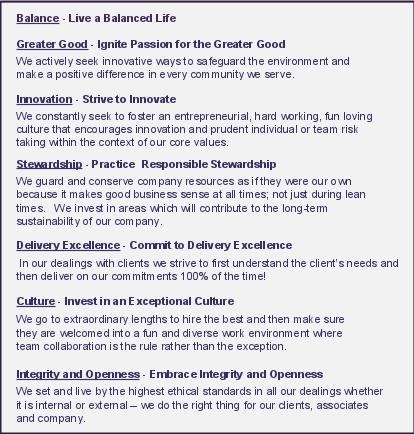 Balance - Live a Balanced Life
Greater Good - Ignite Passion for the Greater Good
We actively seek innovative ways to safeguard the environment and
make a positive difference in every community we serve.
Innovation - Strive to Innovate
We constantly seek to foster an entrepreneurial, hard working, fun loving
culture that encourages innovation and prudent individual or team risk
taking within the context of our core values.
Stewardship - Practice Responsible Stewardship
We guard and conserve company resources as if they were our own
because it makes good business sense at all times; not just during lean
times. We invest in areas which will contribute to the long-term
sustainability of our company.
Delivery Excellence - Commit to Delivery Excellence
In our dealings with clients we strive to first understand the client's needs and
then deliver on our commitments 100% of the time!
Culture - Invest in an Exceptional Culture
We go to extraordinary lengths to hire the best and then make sure
they are welcomed into a fun and diverse work environment where
team collaboration is the rule rather than the exception.
Integrity and Openness - Embrace Integrity and Openness
We set and live by the highest ethical standards in all our dealings whether
it is internal or external – we do the right thing for our clients, associates
and company.